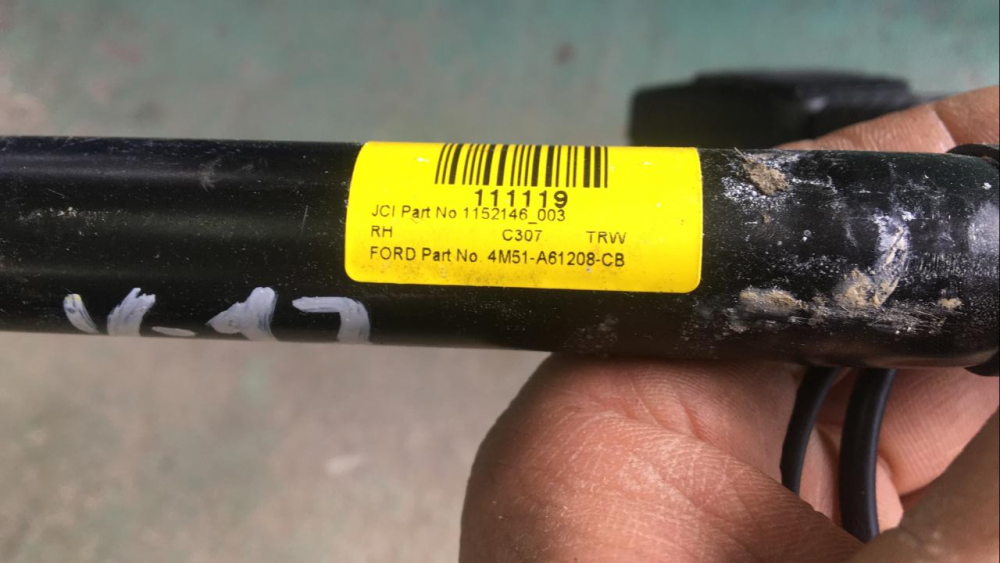 111119
JCI Part No 1152146_003
RH C307 TRW
FORD Part No. 4M51-A61208-CB